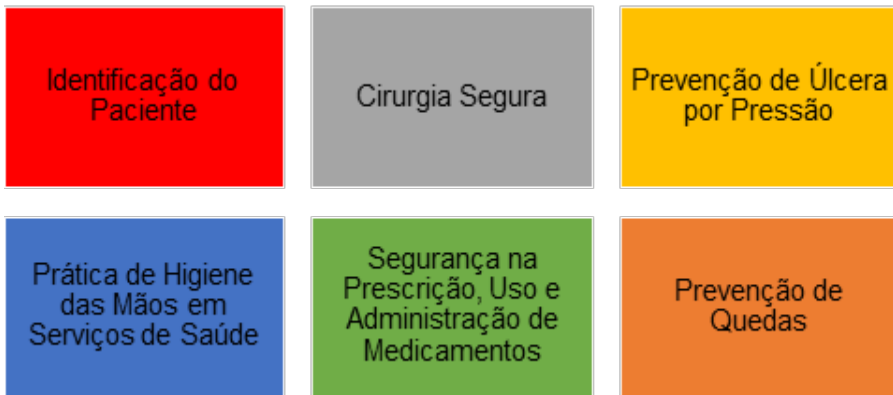 Identificação do
Paciente
Cirurgia Segura
Prevenção de Úlcera
por Pressão
Prática de Higiene
das Mãos em
Serviços de Saúde
Segurança na
Prescrição, Uso e
Administração de
Medicamentos
Prevenção de
Quedas